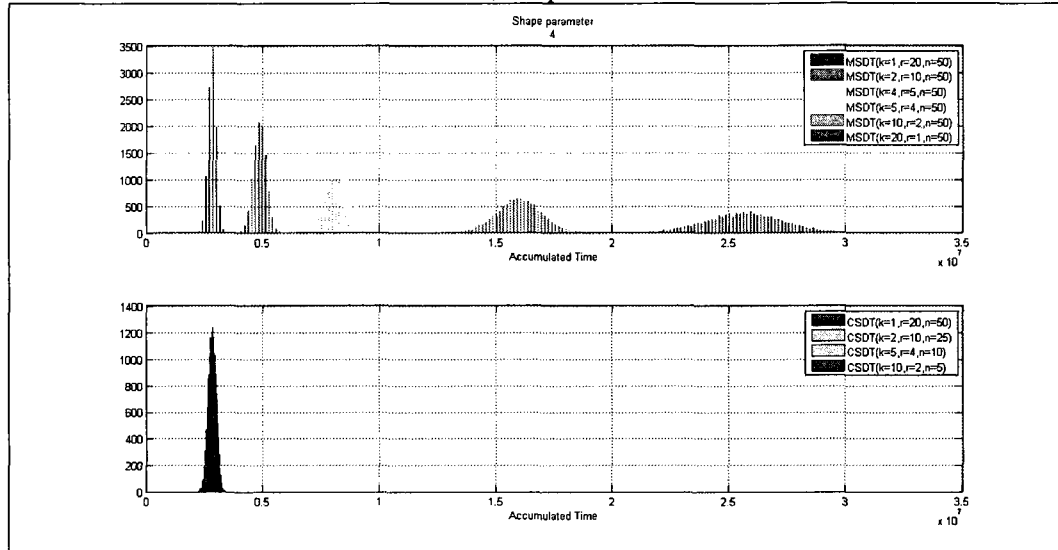 Shape parameter
4
3500
3000
2500
2000
1500
1000
500
0
MSDT(k=1,r=20,n=50)
MSDT(k=2,r=10,n=50)
MSDT(k=4,r=5,n=50)
MSDT(k=5,r=4,n=50)
MSDT(k=10,r=2,n=50)
MSDT(k=20,r=1,n=50)
0 0.5 1 1.5 2 2.5 3 3.5
Accumulated Time
x 10^7
1400
1200
1000
800
600
400
200
0
CSDT(k=1,r=20,n=50)
CSDT(k=2,r=10,n=25)
CSDT(k=5,r=4,n=10)
CSDT(k=10,r=2,n=5)
0 0.5 1 1.5 2 2.5 3 3.5
Accumulated Time
x 10^7